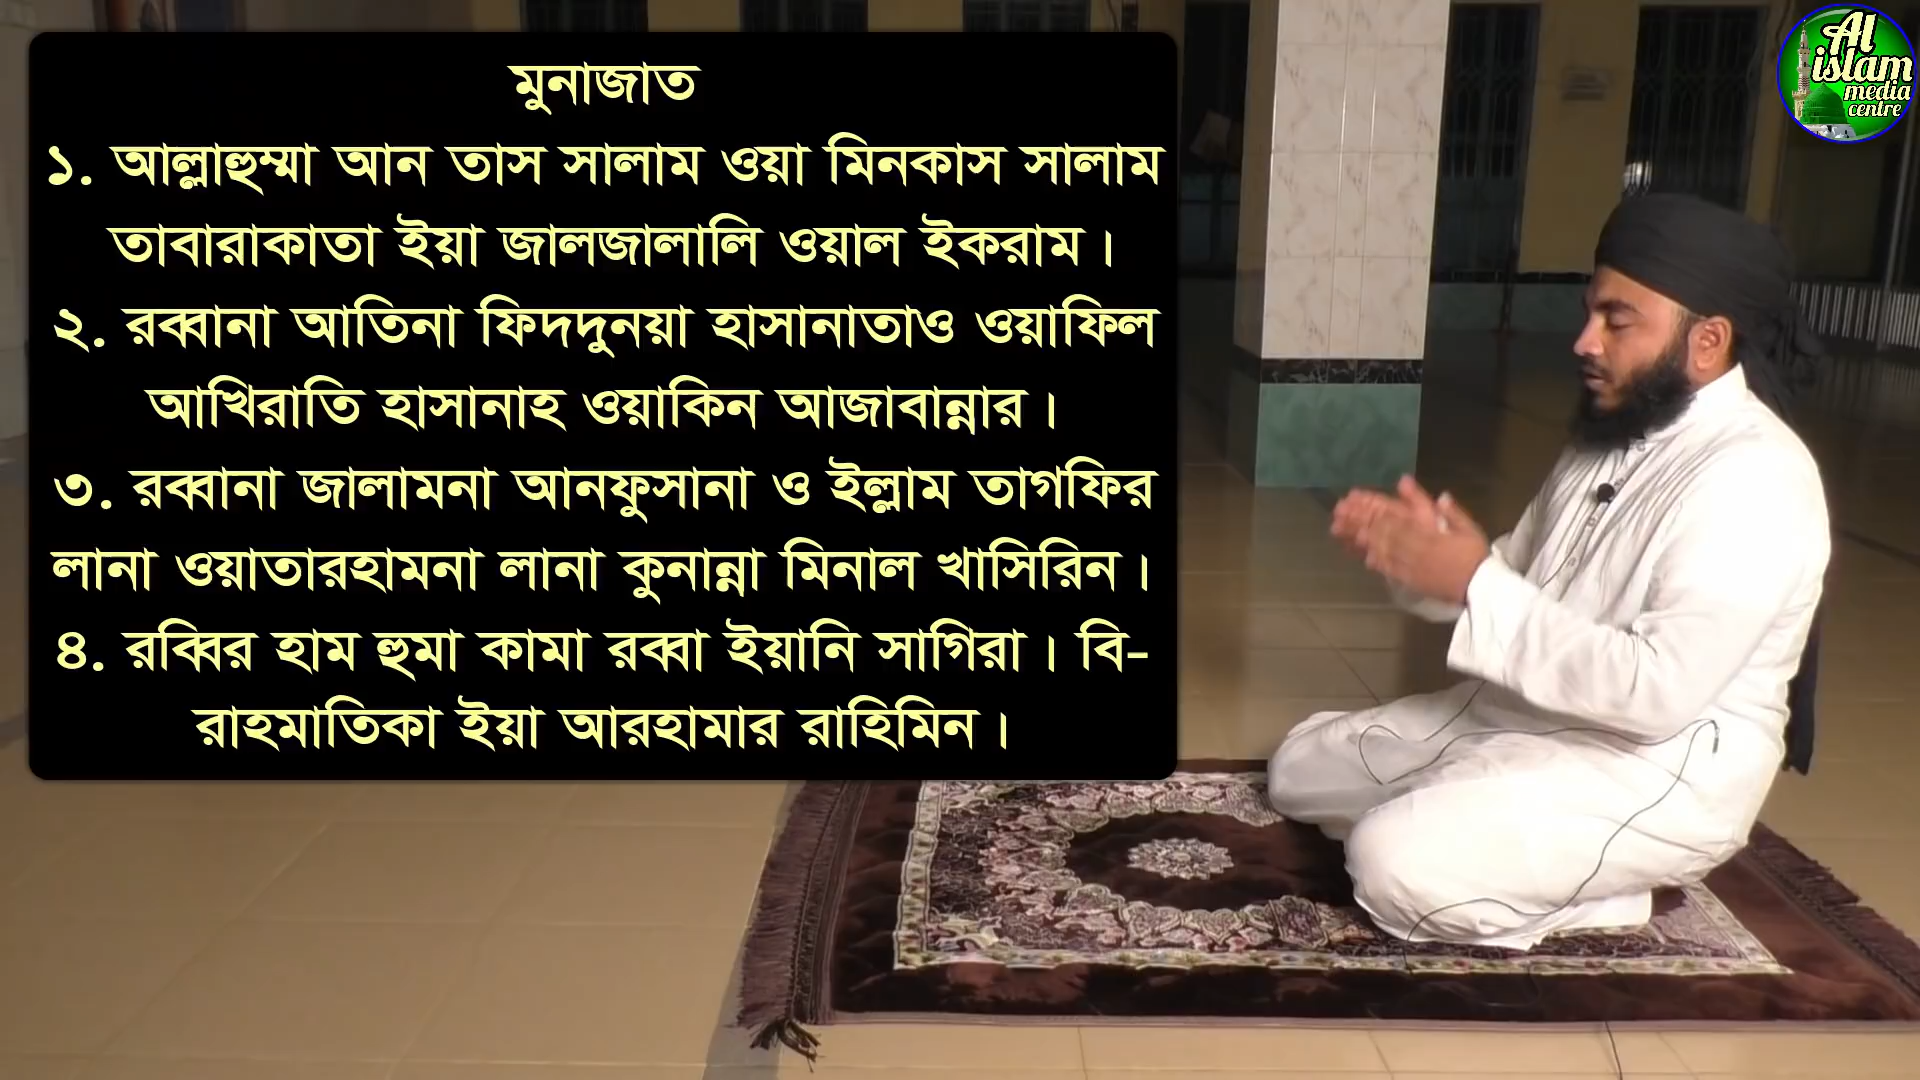 মুনাজাত
১. আল্লাহুম্মা আন তাস সালাম ওয়া মিনকাস সালাম
তাবারাকাতা ইয়া জালজালালি ওয়াল ইকরাম।
২. রব্বানা আতিনা ফিদদুনয়া হাসানাতাও ওয়াফিল
আখিরাতি হাসানাহ ওয়াকিন আজাবান্নার।
৩. রব্বানা জালামনা আনফুসানা ও ইল্লাম তাগফির
লানা ওয়াতারহামনা লানা কুনান্না মিনাল খাসিরিন।
৪. রব্বির হাম হুমা কামা রব্বা ইয়ানি সাগিরা। বি-
রাহমাতিকা ইয়া আরহামার রাহিমিন।
Al
islam
media
centre